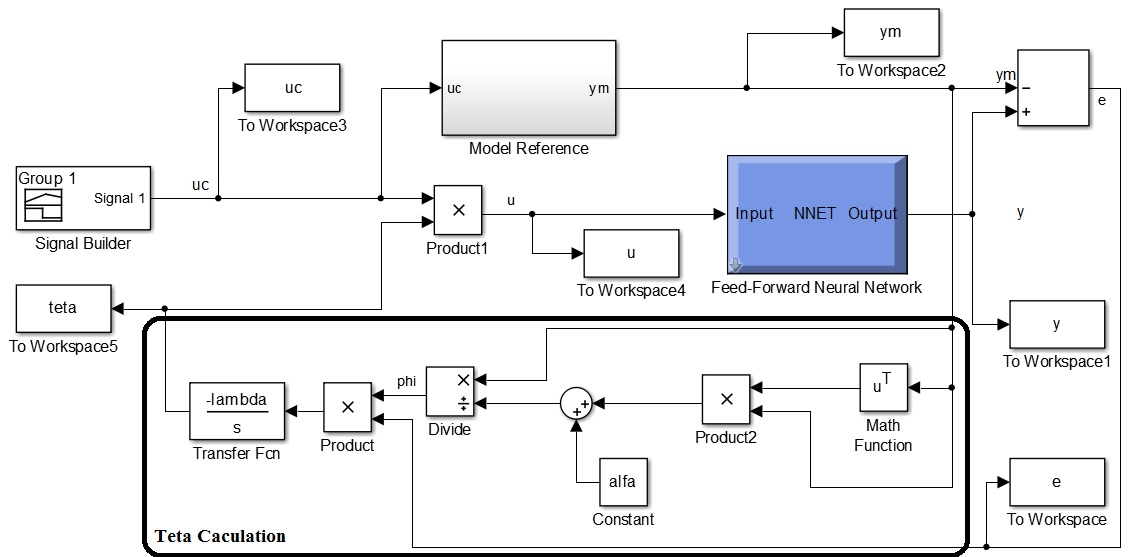 ym
To Workspace2
uc
To Workspace3
uc
ym
Model Reference
ym
−
+
e
Group 1
Signal 1
Signal Builder
uc
×
Product1
u
Input
NNET
Output
Feed-Forward Neural Network
y
u
To Workspace4
teta
To Workspace5
y
To Workspace1
-lambda
s
Transfer Fcn
×
Product
phi
×
÷
Divide
+
+
×
Product2
uT
Math
Function
alfa
Constant
e
To Workspace
Teta Caculation